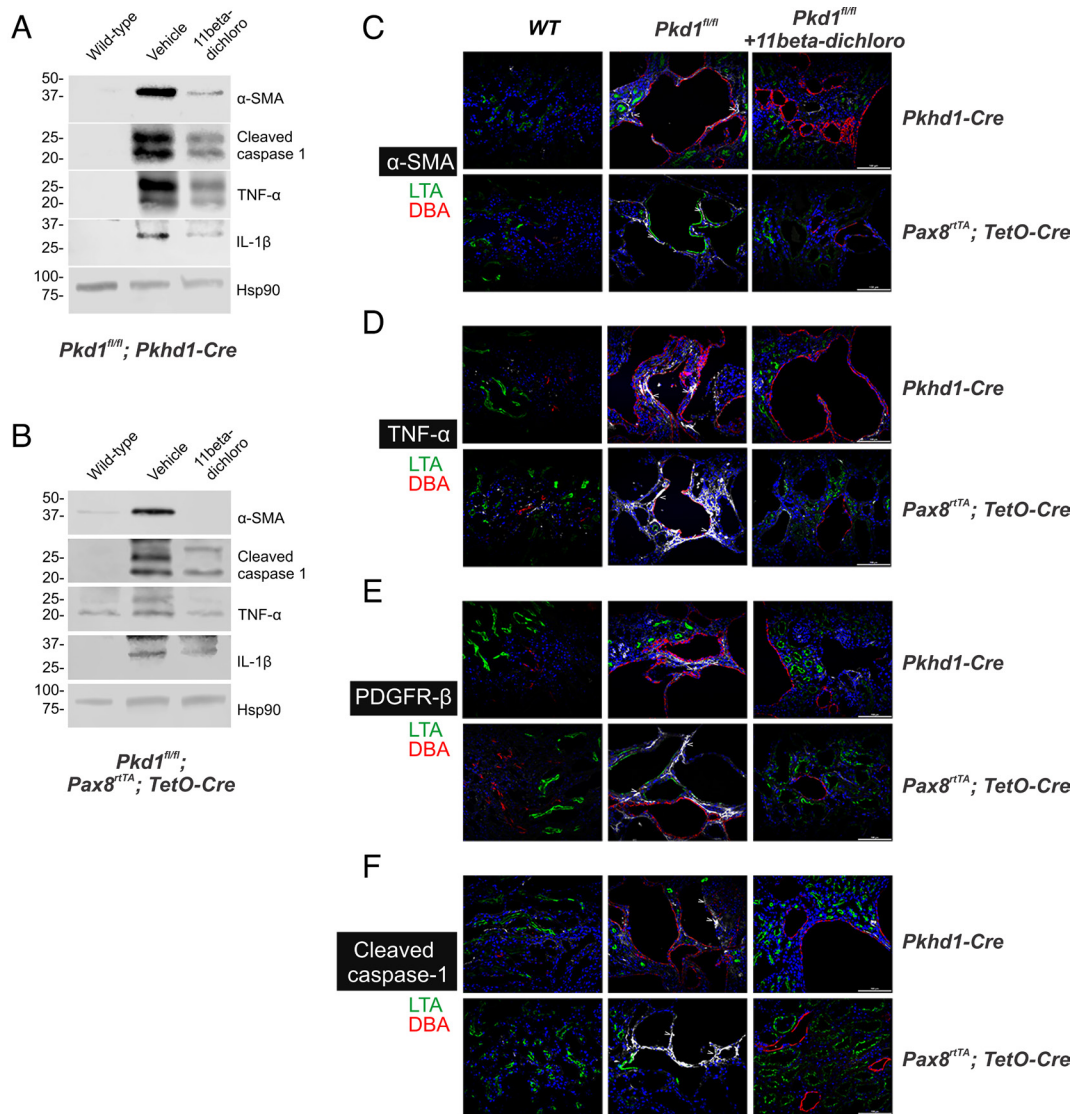 A
Wild-type
Vehicle
11beta-
dichloro
50-
37-
α-SMA
25-
20-
Cleaved
caspase 1
25-
20-
TNF-α
37-
25-
IL-1β
100-
75-
Hsp90
Pkd1fl/fl; Pkhd1-Cre
B
Wild-type
Vehicle
11beta-
dichloro
50-
37-
α-SMA
25-
20-
Cleaved
caspase 1
25-
20-
TNF-α
37-
25-
IL-1β
100-
75-
Hsp90
Pkd1fl/fl;
Pax8rtTA; TetO-Cre
C
WT
Pkd1fl/fl
Pkd1fl/fl
+11beta-dichloro
α-SMA
LTA
DBA
Pkhd1-Cre
Pax8rtTA; TetO-Cre
D
TNF-α
LTA
DBA
Pkhd1-Cre
Pax8rtTA; TetO-Cre
E
PDGFR-β
LTA
DBA
Pkhd1-Cre
Pax8rtTA; TetO-Cre
F
Cleaved
caspase-1
LTA
DBA
Pkhd1-Cre
Pax8rtTA; TetO-Cre